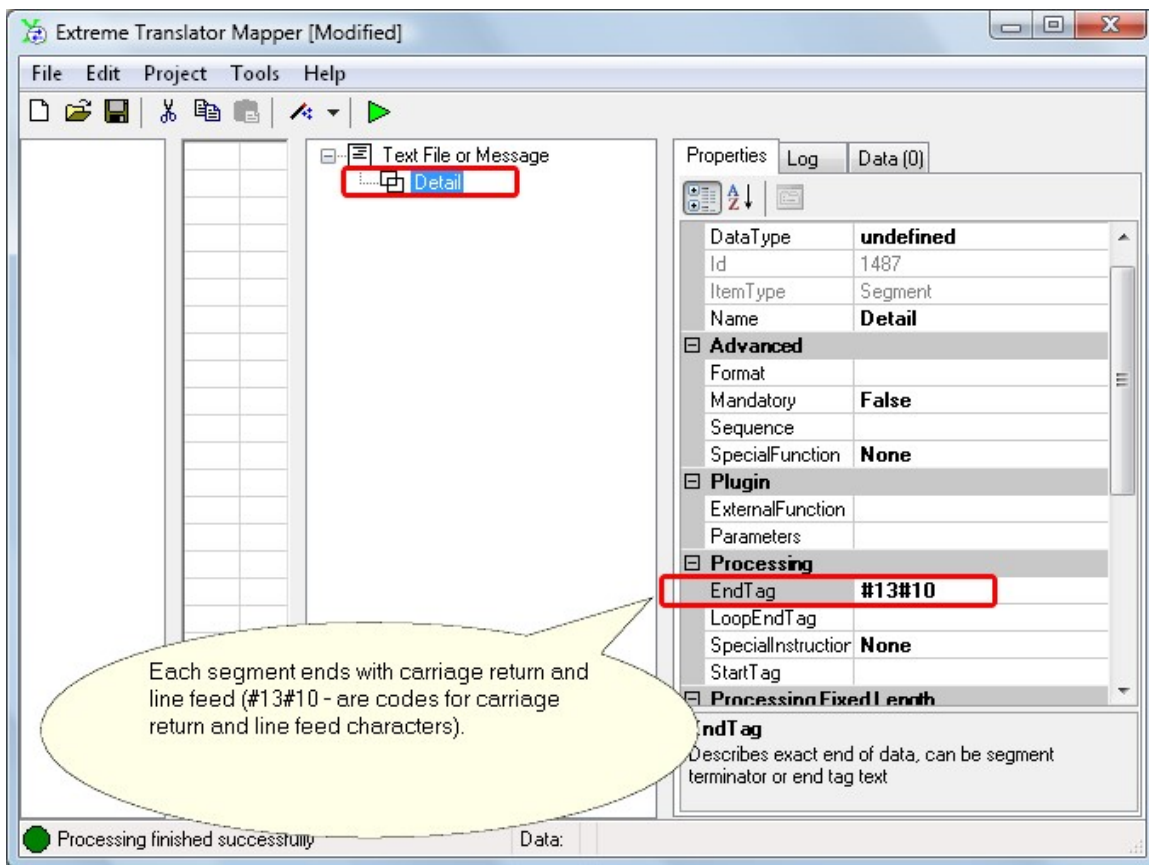 Extreme Translator Mapper [Modified]
File Edit Project Tools Help
Text File or Message
Detail
Properties Log Data (0)
DataType undefined
Id 1487
ItemType Segment
Name Detail
Advanced
Format
Mandatory False
Sequence
SpecialFunction None
Plugin
ExternalFunction
Parameters
Processing
EndTag #13#10
LoopEndTag
SpecialInstruction None
StartTag
Processing Fixed Length
Each segment ends with carriage return and
line feed (#13#10 - are codes for carriage
return and line feed characters).
ndTag
Describes exact end of data, can be segment
terminator or end tag text
Processing finished successfully Data: